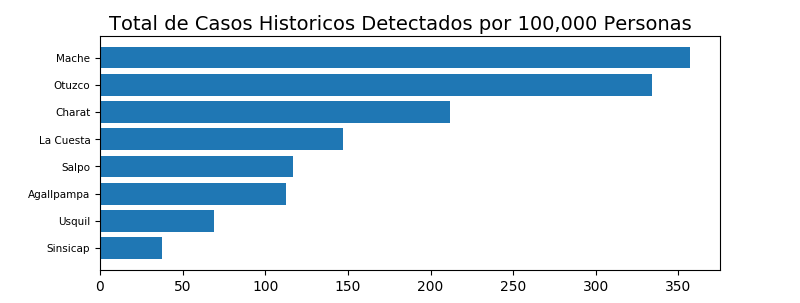 Total de Casos Historicos Detectados por 100,000 Personas
Mache
Otuzco
Charat
La Cuesta
Salpo
Agallpampa
Usquil
Sinsicap
0 50 100 150 200 250 300 350